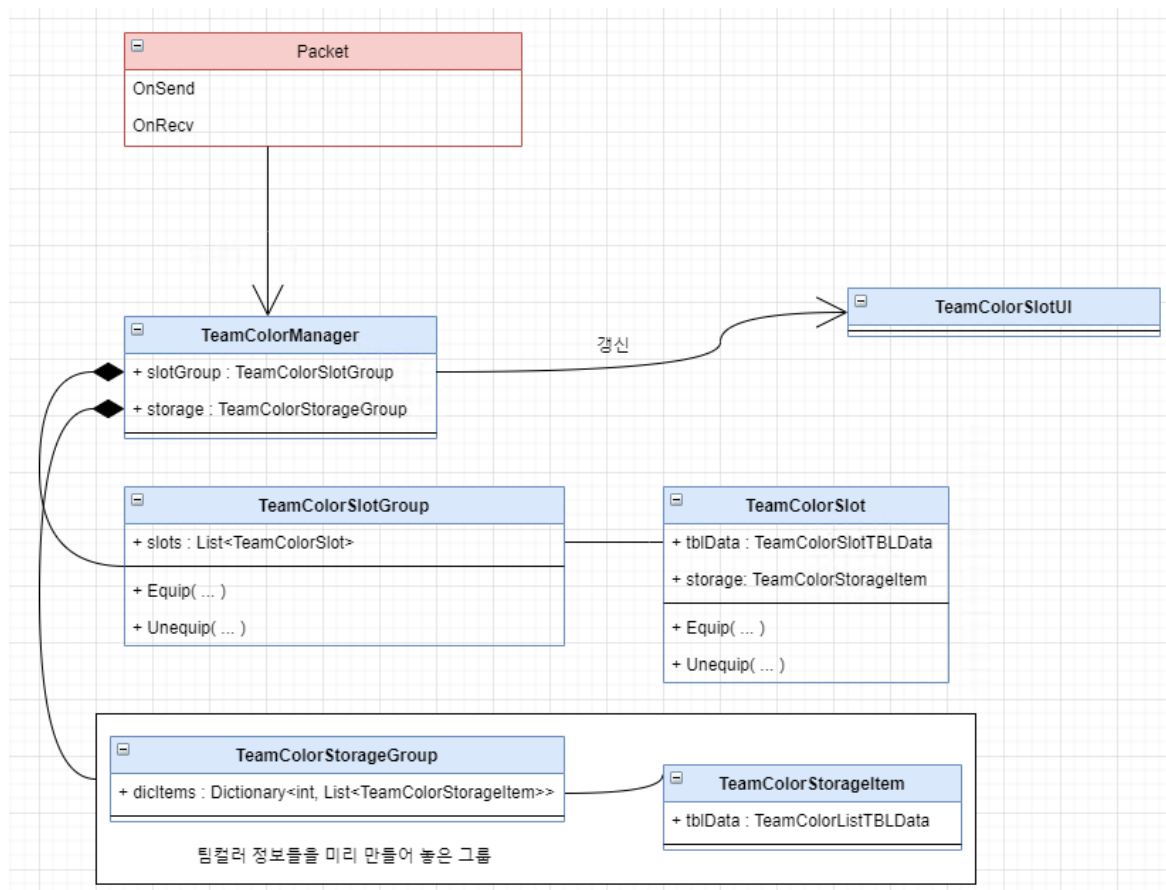 Packet
OnSend
OnRecv
TeamColorSlotUI
TeamColorManager
갱신
+ slotGroup : TeamColorSlotGroup
+ storage : TeamColorStorageGroup
TeamColorSlotGroup
+ slots : List<TeamColorSlot>
+ Equip( ... )
+ Unequip( ... )
TeamColorSlot
+ tblData : TeamColorSlotTBLData
+ storage: TeamColorStorageItem
+ Equip( ... )
+ Unequip( ... )
TeamColorStorageGroup
+ dicItems : Dictionary<int, List<TeamColorStorageItem>>
TeamColorStorageItem
+ tblData : TeamColorListTBLData
팀컬러 정보들을 미리 만들어 놓은 그룹